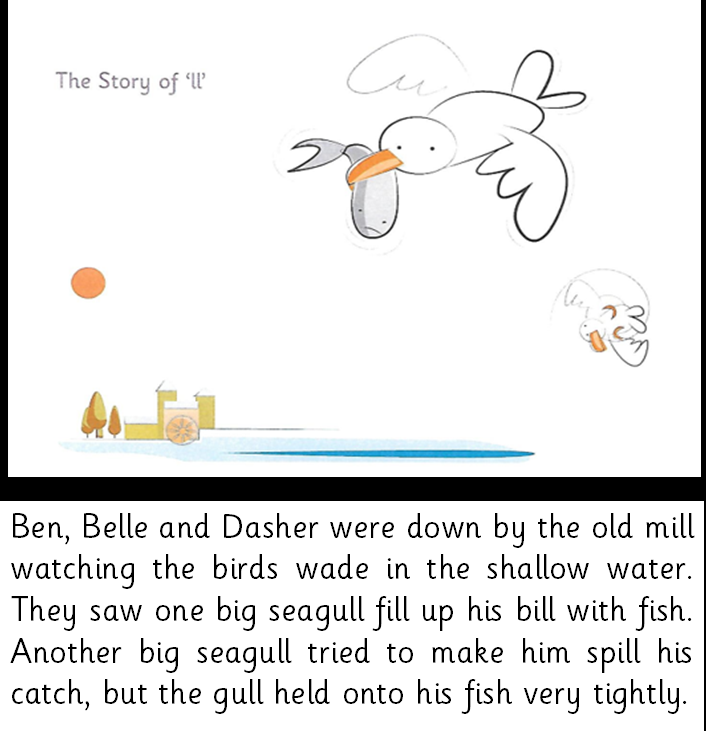 The Story of ‘ll’
Ben, Belle and Dasher were down by the old mill
watching the birds wade in the shallow water.
They saw one big seagull fill up his bill with fish.
Another big seagull tried to make him spill his
catch, but the gull held onto his fish very tightly.